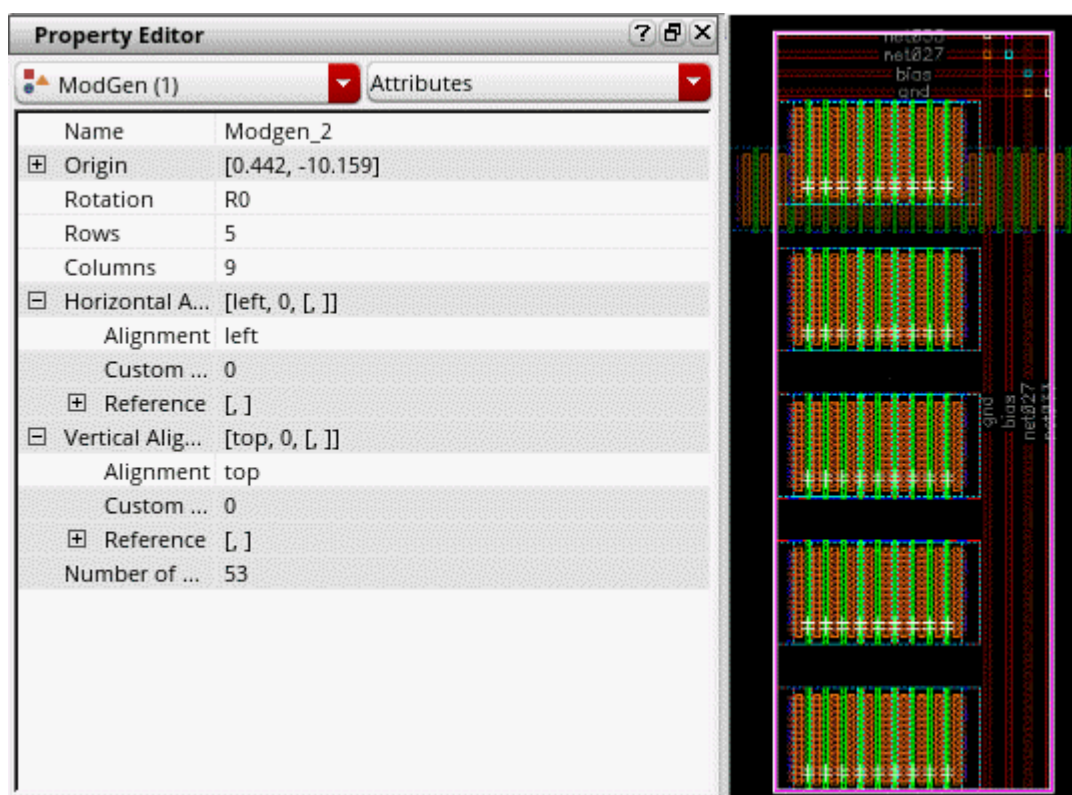 Property Editor
ModGen (1)
Attributes
Name Modgen_2
Origin [0.442, -10.159]
Rotation R0
Rows 5
Columns 9
Horizontal A... [left, 0, [, ]]
Alignment left
Custom ... 0
Reference [, ]
Vertical Alig... [top, 0, [, ]]
Alignment top
Custom ... 0
Reference [, ]
Number of ... 53
net027
bias
gnd
gnd
bias
net027